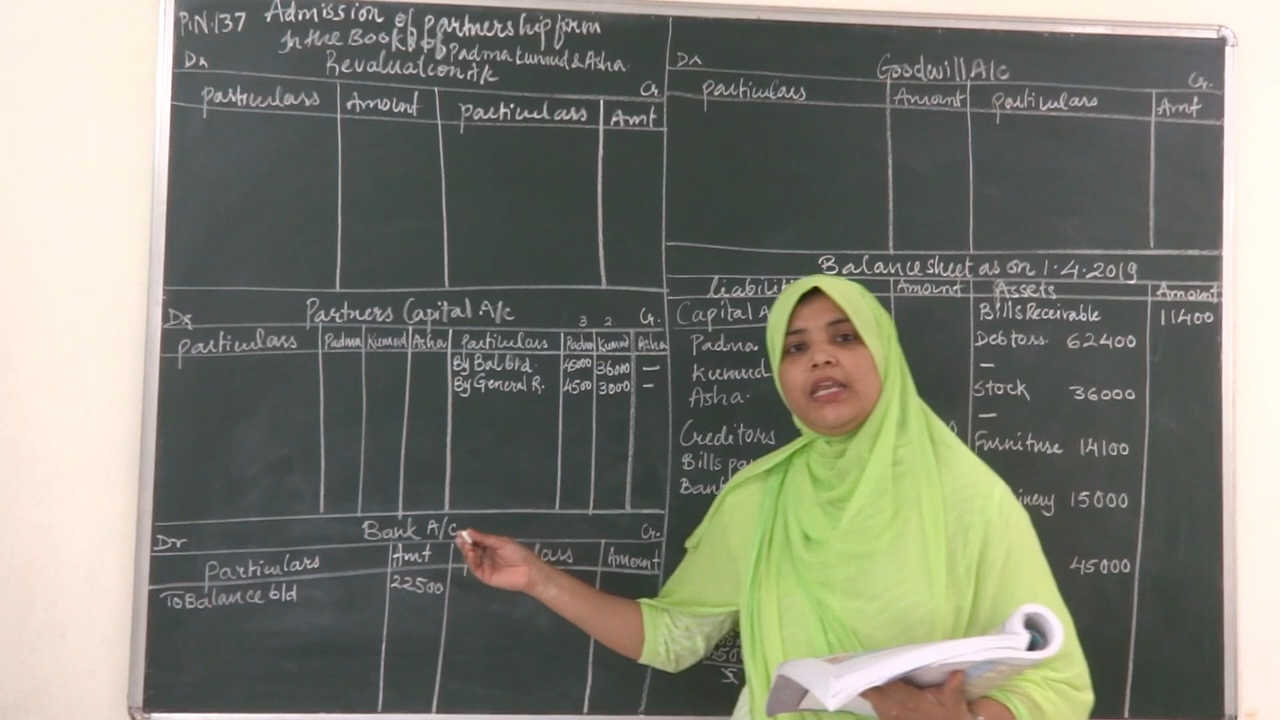 P.N.137 Admission of Partnership form
In the Books of Padma Kumud & Asha.
Dr Revaluation A/c Cr.
particulars Amount particulars Amt
Dr Partners Capital A/c 3 2 Cr.
particulars Padma Kumud Asha particulars Padma Kumud Asha
By Bal b/d. 45000 36000 —
By General R. 4500 3000 —
Dr Bank A/c Cr.
Particulars Amt Amount
To Balance b/d 22500
Dr Goodwill A/c Cr.
particulars Amount particulars Amt
Balance sheet as on 1.4.2019
Amount Assets Amount
Capital Bills Receivable 11400
Padma Debtors 62400
Kumud —
Asha. Stock 36000
—
Creditors Furniture 14100
Bills
Bank 15000
45000